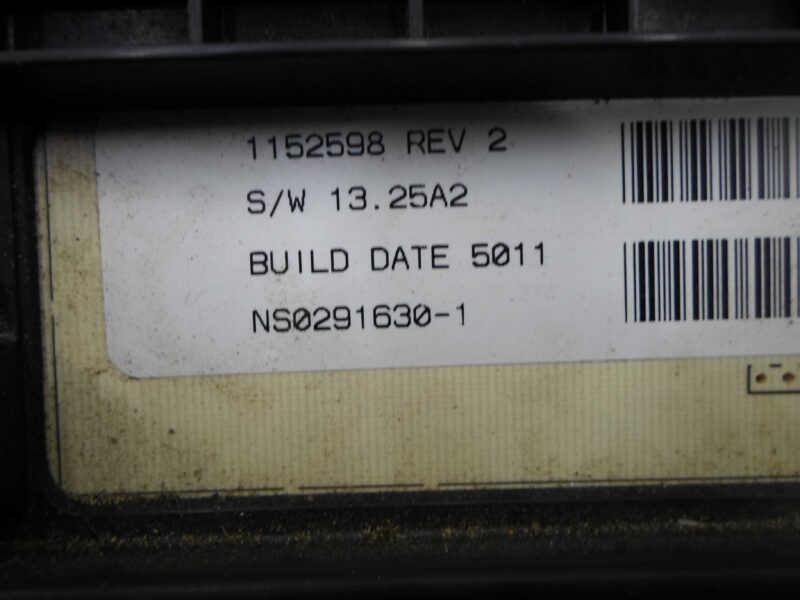 1152598 REV 2
S/W 13.25A2
BUILD DATE 5011
NS0291630-1